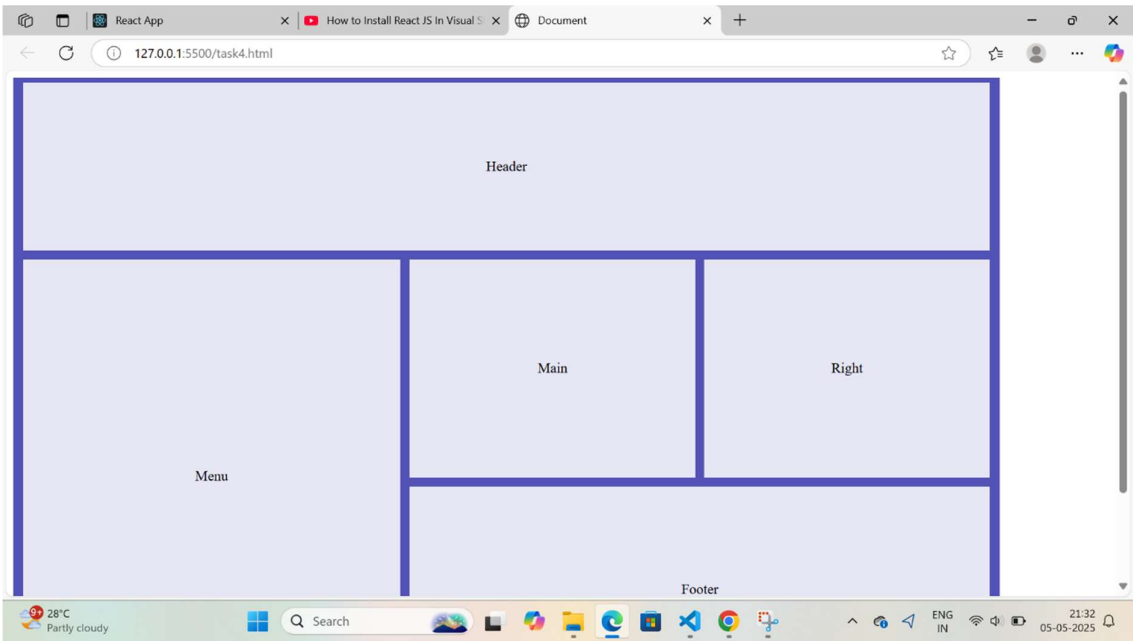 React App
How to Install React JS In Visual S
Document
127.0.0.1:5500/task4.html
Header
Main
Right
Menu
Footer
9+
28°C
Partly cloudy
Search
ENG
IN
21:32
05-05-2025